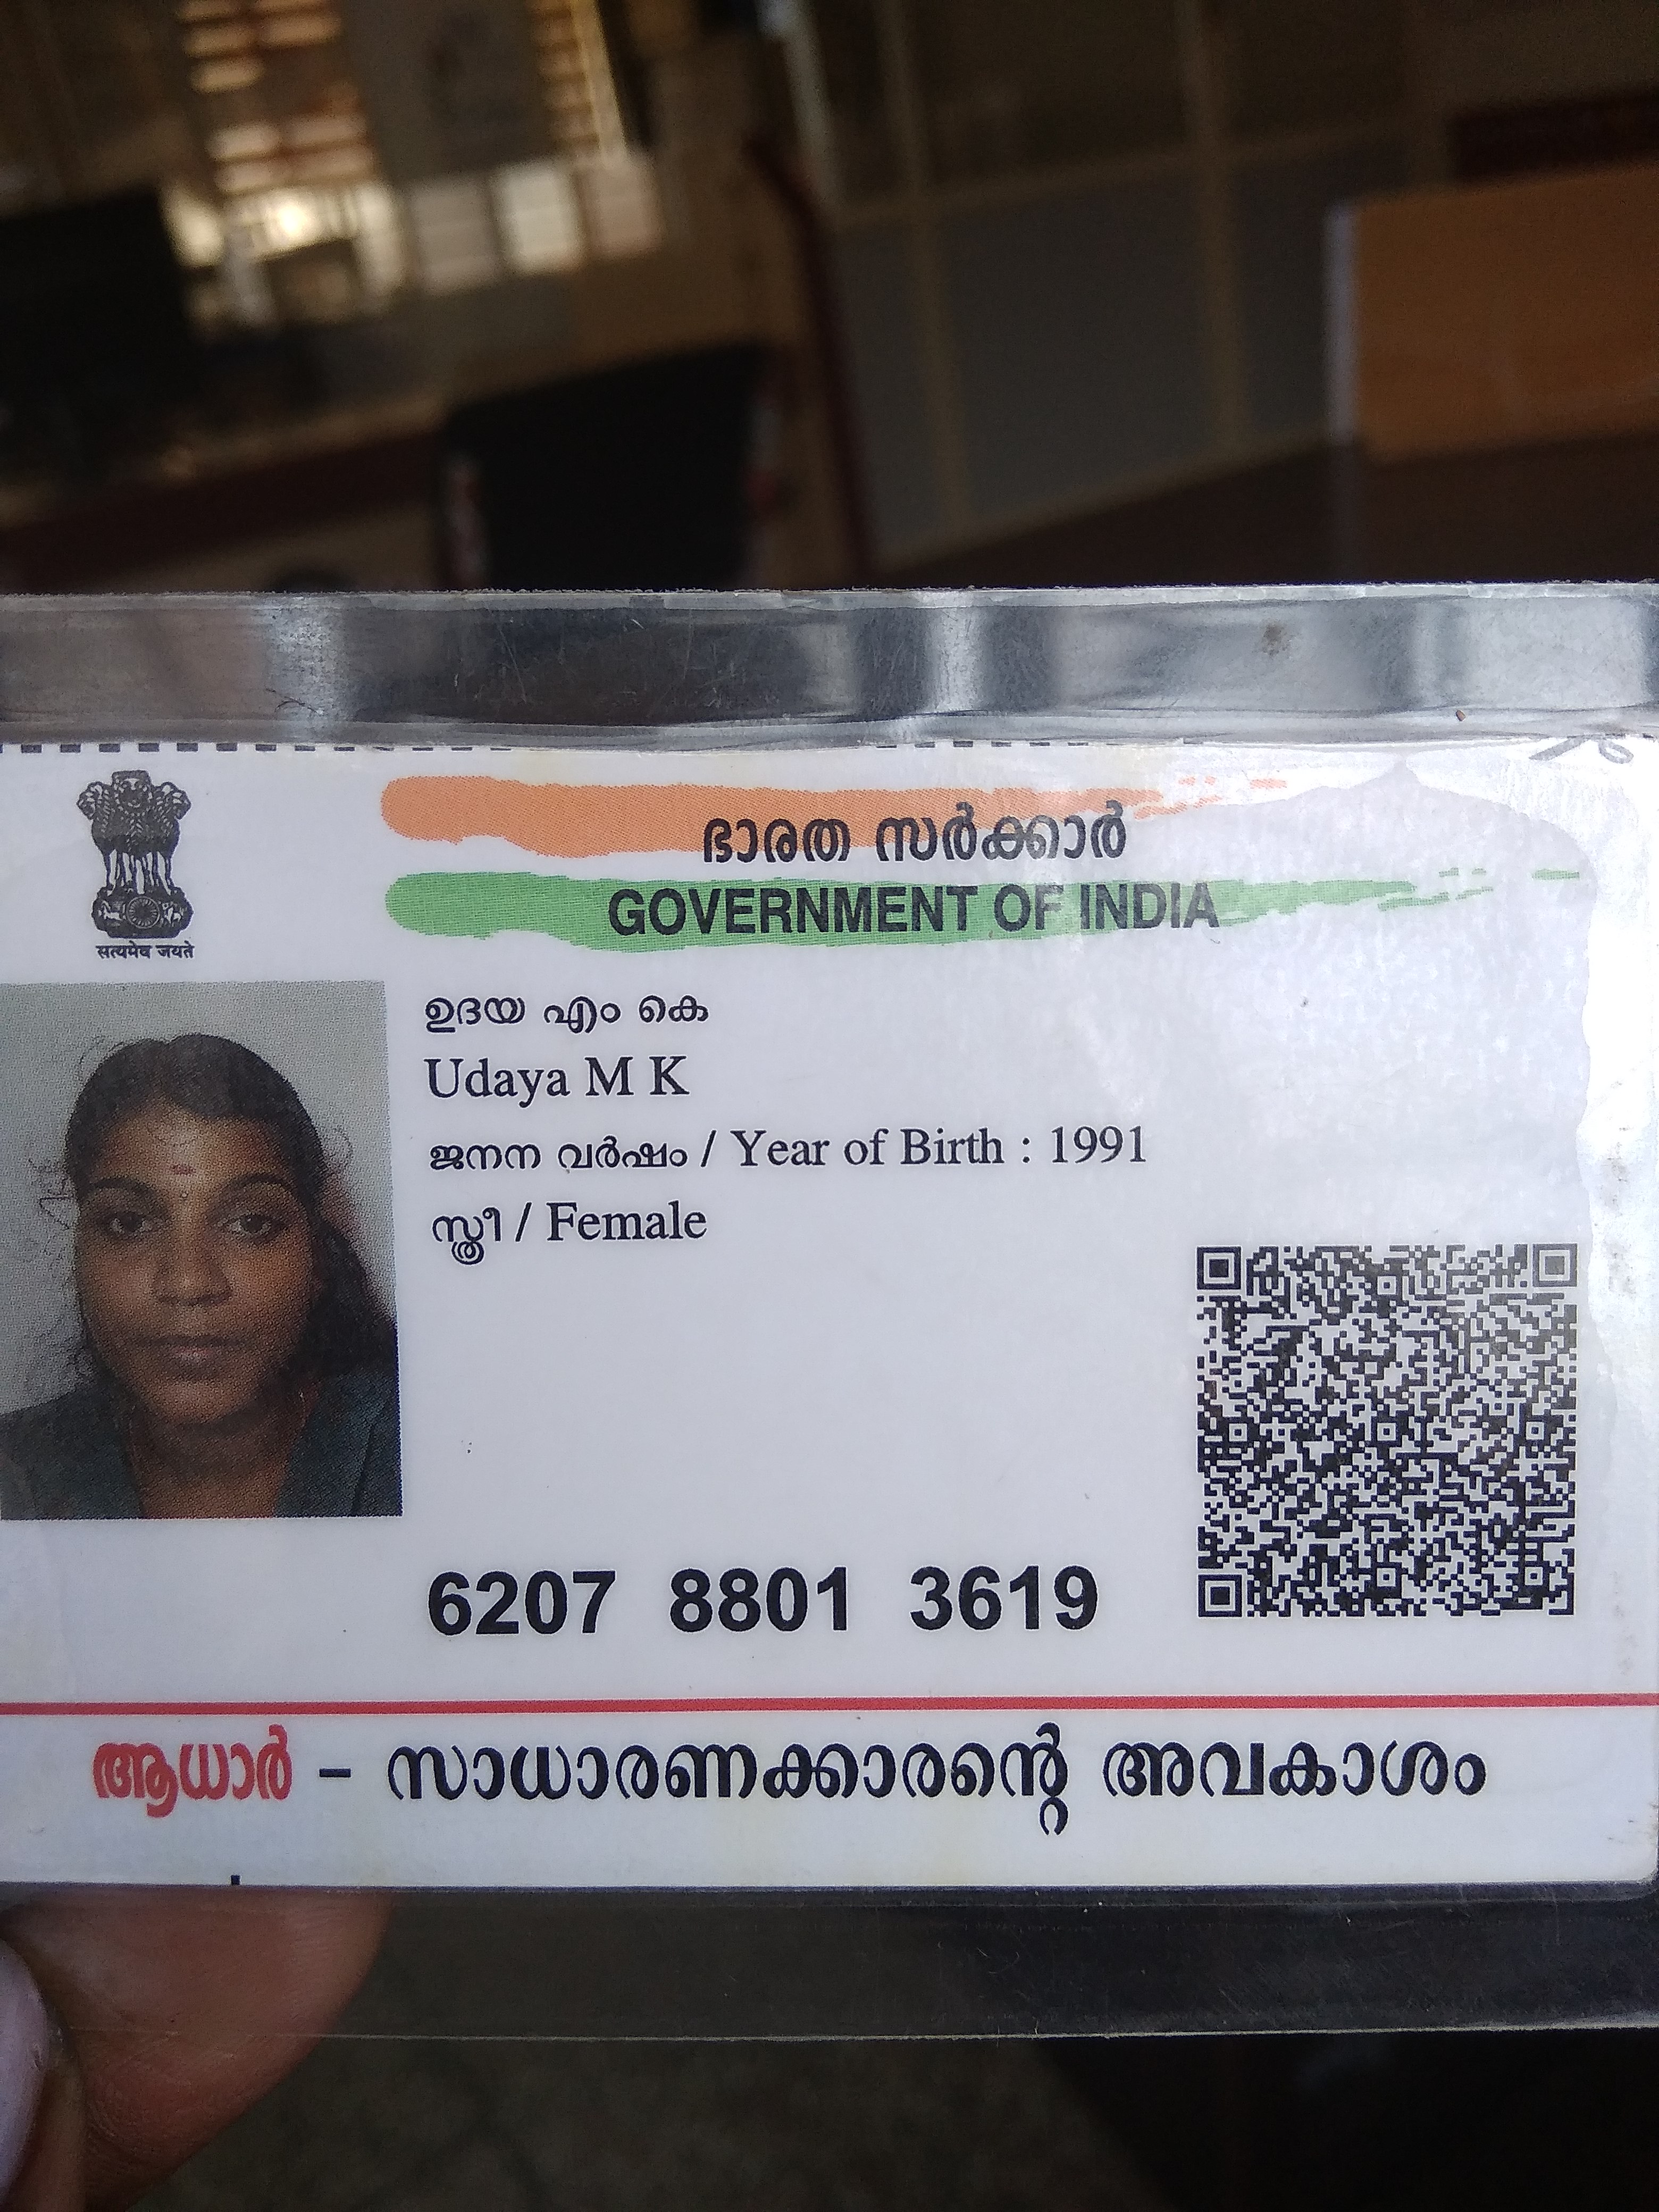 ഭാരത സർക്കാർ
GOVERNMENT OF INDIA
सत्यमेव जयते
ഉദയ എം കെ
Udaya M K
ജനന വർഷം / Year of Birth : 1991
സ്ത്രീ / Female
6207 8801 3619
ആധാർ – സാധാരണക്കാരന്റെ അവകാശം